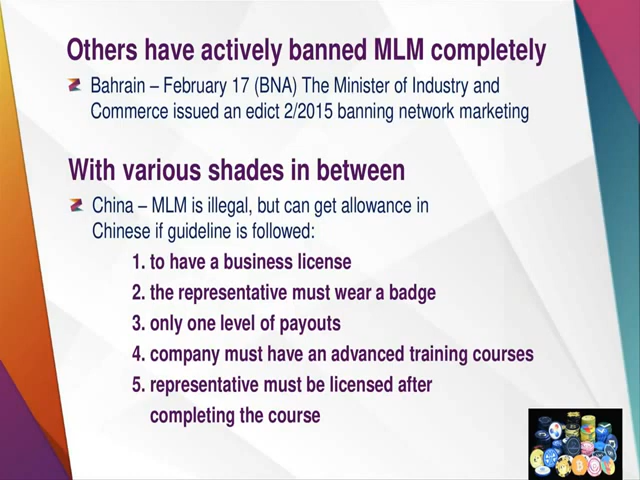 Others have actively banned MLM completely
Bahrain – February 17 (BNA) The Minister of Industry and
Commerce issued an edict 2/2015 banning network marketing
With various shades in between
China – MLM is illegal, but can get allowance in
Chinese if guideline is followed:
1. to have a business license
2. the representative must wear a badge
3. only one level of payouts
4. company must have an advanced training courses
5. representative must be licensed after
completing the course